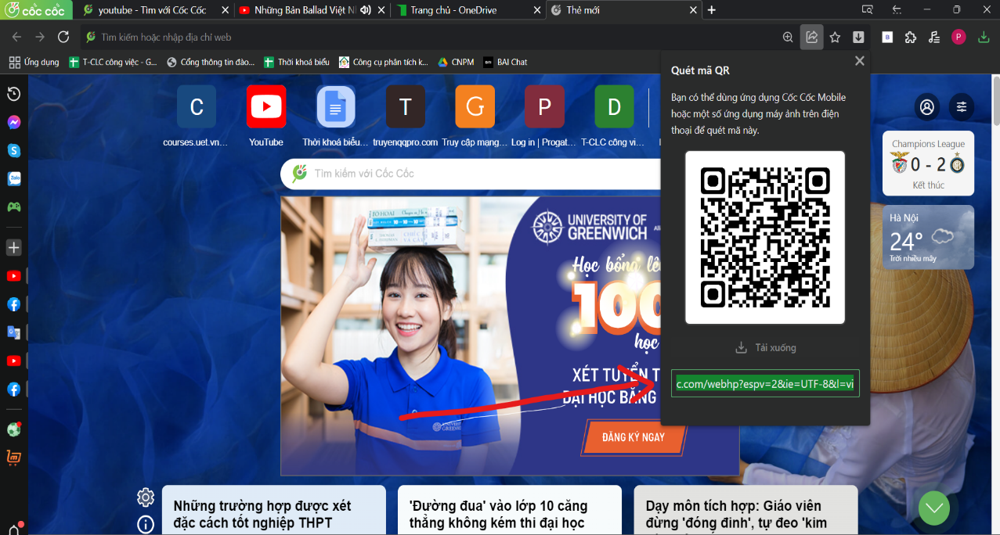 cốc cốc
youtube - Tìm với Cốc Cốc
Những Bản Ballad Việt N
Trang chủ - OneDrive
Thẻ mới
Tìm kiếm hoặc nhập địa chỉ web
B
P
Ứng dụng
T-CLC công việc - G...
Cổng thông tin đào...
Thời khoá biểu
Công cụ phân tích k...
CNPM
BAI Chat
Quét mã QR
Bạn có thể dùng ứng dụng Cốc Cốc Mobile
hoặc một số ứng dụng máy ảnh trên điện
thoại để quét mã này.
Tải xuống
c.com/webhp?espv=2&ie=UTF-8&l=vi
C
T
G
P
D
courses.uet.vn...
YouTube
Thời khoá biểu...
truyenqqpro.com
Truy cập mạng...
Log in | Progat...
T-CLC công vi...
Tìm kiếm với Cốc Cốc
Zalo
Champions League
0 - 2
Kết thúc
Hà Nội
24°
Trời nhiều mây
UNIVERSITY OF
GREENWICH
Học bổng lê
100
học
XÉT TUYỂN T
ĐẠI HỌC BẰNG
ĐĂNG KÝ NGAY
Những trường hợp được xét
đặc cách tốt nghiệp THPT
'Đường đua' vào lớp 10 căng
thẳng không kém thi đại học
Dạy môn tích hợp: Giáo viên
đừng 'đóng đinh', tự đeo 'kim